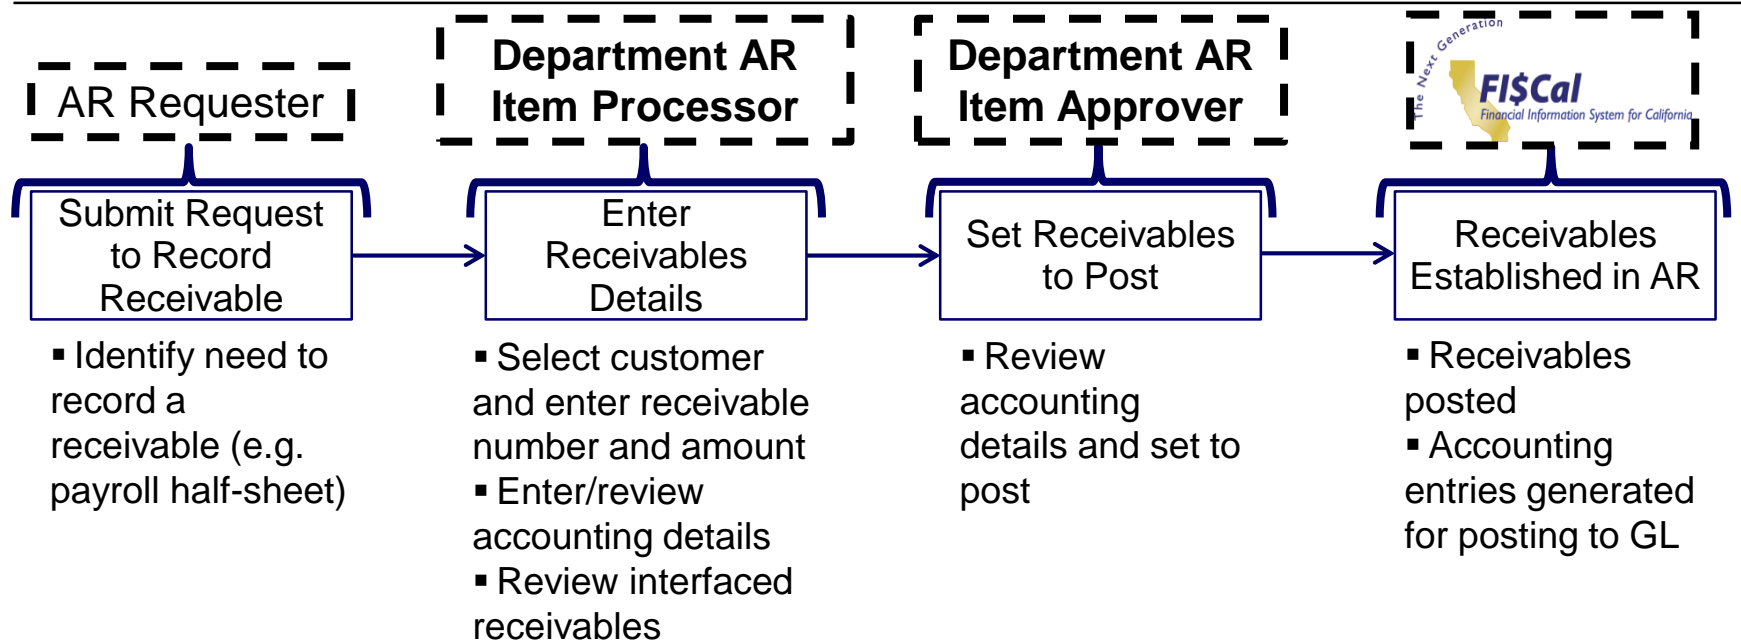 AR Requester
Department AR
Item Processor
Department AR
Item Approver
The Next Generation
FI$Cal
Financial Information System for California
Submit Request
to Record
Receivable
Enter
Receivables
Details
Set Receivables
to Post
Receivables
Established in AR
▪ Identify need to
record a
receivable (e.g.
payroll half-sheet)
▪ Select customer
and enter receivable
number and amount
▪ Enter/review
accounting details
▪ Review interfaced
receivables
▪ Review
accounting
details and set to
post
▪ Receivables
posted
▪ Accounting
entries generated
for posting to GL